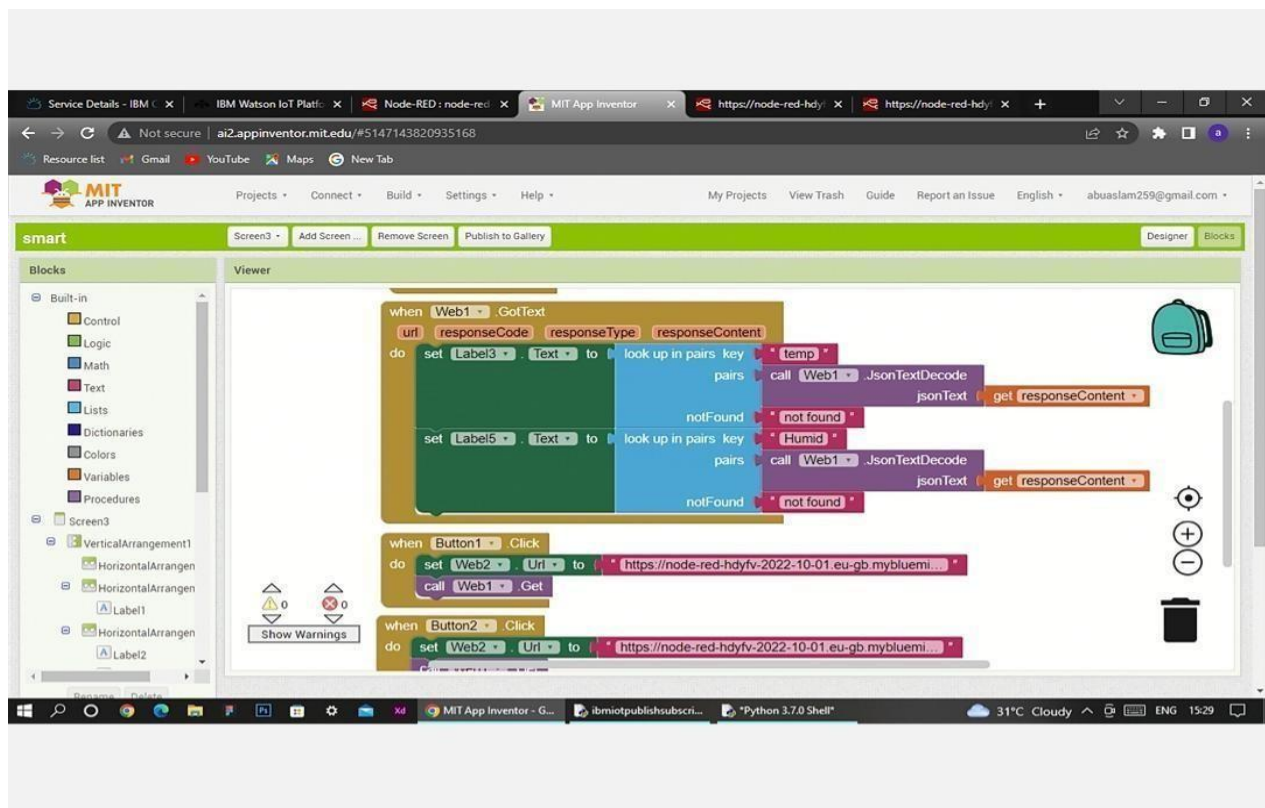 Service Details - IBM C
IBM Watson IoT Platfo
Node-RED : node-red
MIT App Inventor
https://node-red-hdy
https://node-red-hdy
Not secure | ai2.appinventor.mit.edu/#5147143820935168
a
Resource list Gmail YouTube Maps New Tab
MIT
APP INVENTOR
Projects Connect Build Settings Help My Projects View Trash Guide Report an Issue English abuaslam259@gmail.com
smart Screen3 Add Screen ... Remove Screen Publish to Gallery Designer Blocks
Blocks Viewer
Built-in
Control
Logic
Math
Text
Lists
Dictionaries
Colors
Variables
Procedures
Screen3
VerticalArrangement1
HorizontalArrangen
HorizontalArrangen
Label1
HorizontalArrangen
Label2
Rename Delete
when Web1 .GotText
url responseCode responseType responseContent
do set Label3 . Text to look up in pairs key " temp "
pairs call Web1 .JsonTextDecode
jsonText get responseContent
notFound " not found "
set Label5 . Text to look up in pairs key " Humid "
pairs call Web1 .JsonTextDecode
jsonText get responseContent
notFound " not found "
when Button1 .Click
do set Web2 . Url to " https://node-red-hdyfv-2022-10-01.eu-gb.mybluemi... "
call Web1 .Get
when Button2 .Click
do set Web2 . Url to " https://node-red-hdyfv-2022-10-01.eu-gb.mybluemi... "
0 0
Show Warnings
Ps Xd MIT App Inventor - G... ibmiotpublishsubscri... *Python 3.7.0 Shell* 31°C Cloudy ENG 15:29